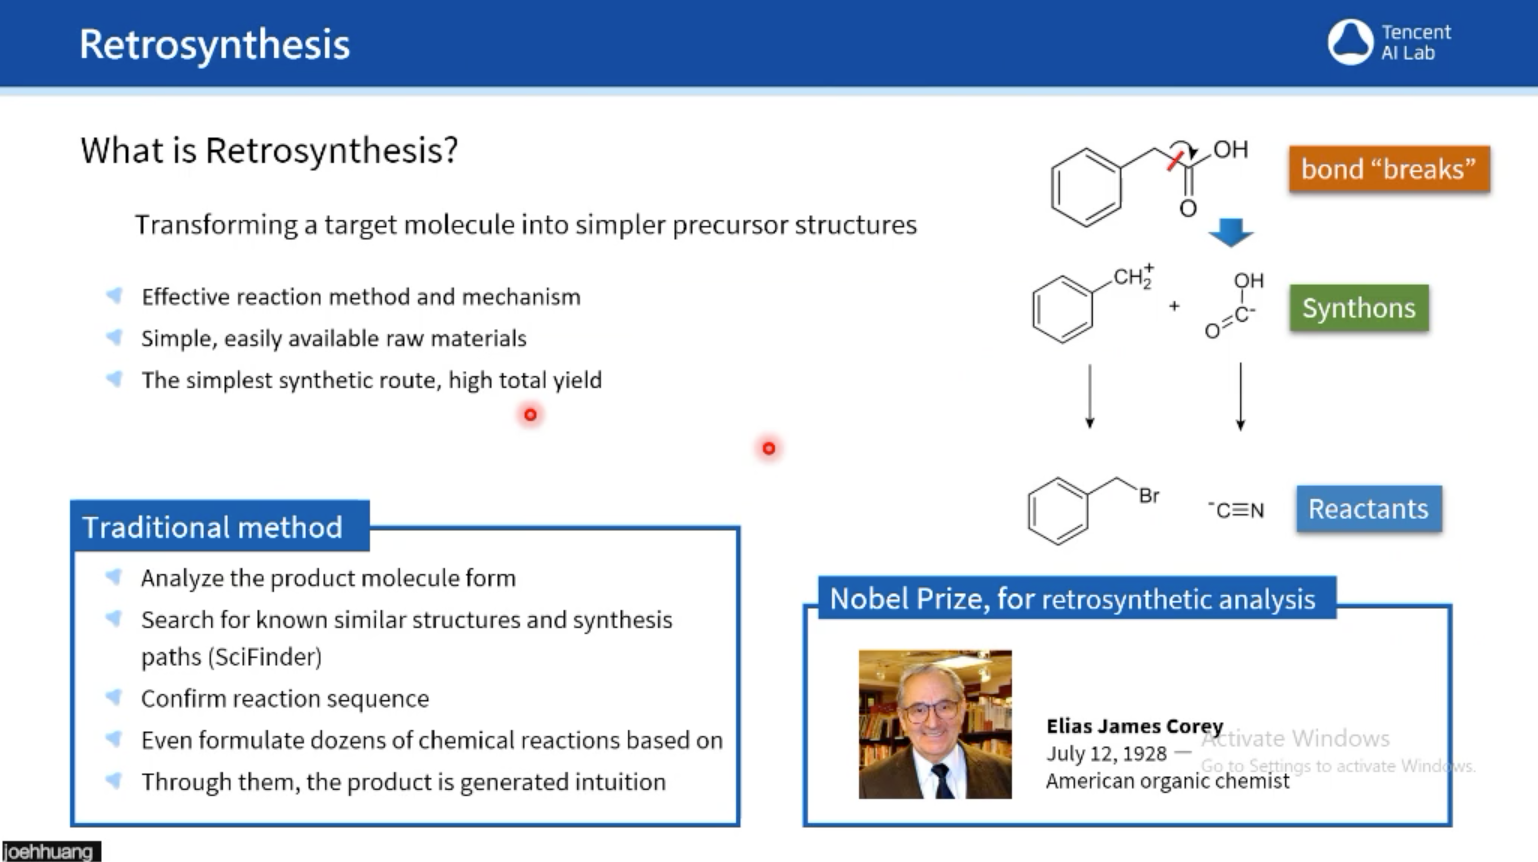 Retrosynthesis
Tencent
AI Lab
What is Retrosynthesis?
Transforming a target molecule into simpler precursor structures
Effective reaction method and mechanism
Simple, easily available raw materials
The simplest synthetic route, high total yield
OH
O
bond “breaks”
CH2+
+
OH
C-
O
Synthons
Br
-C≡N
Reactants
Traditional method
Analyze the product molecule form
Search for known similar structures and synthesis
paths (SciFinder)
Confirm reaction sequence
Even formulate dozens of chemical reactions based on
Through them, the product is generated intuition
Nobel Prize, for retrosynthetic analysis
Elias James Corey
July 12, 1928 —
American organic chemist
Activate Windows
Go to Settings to activate Windows.
joehhuang